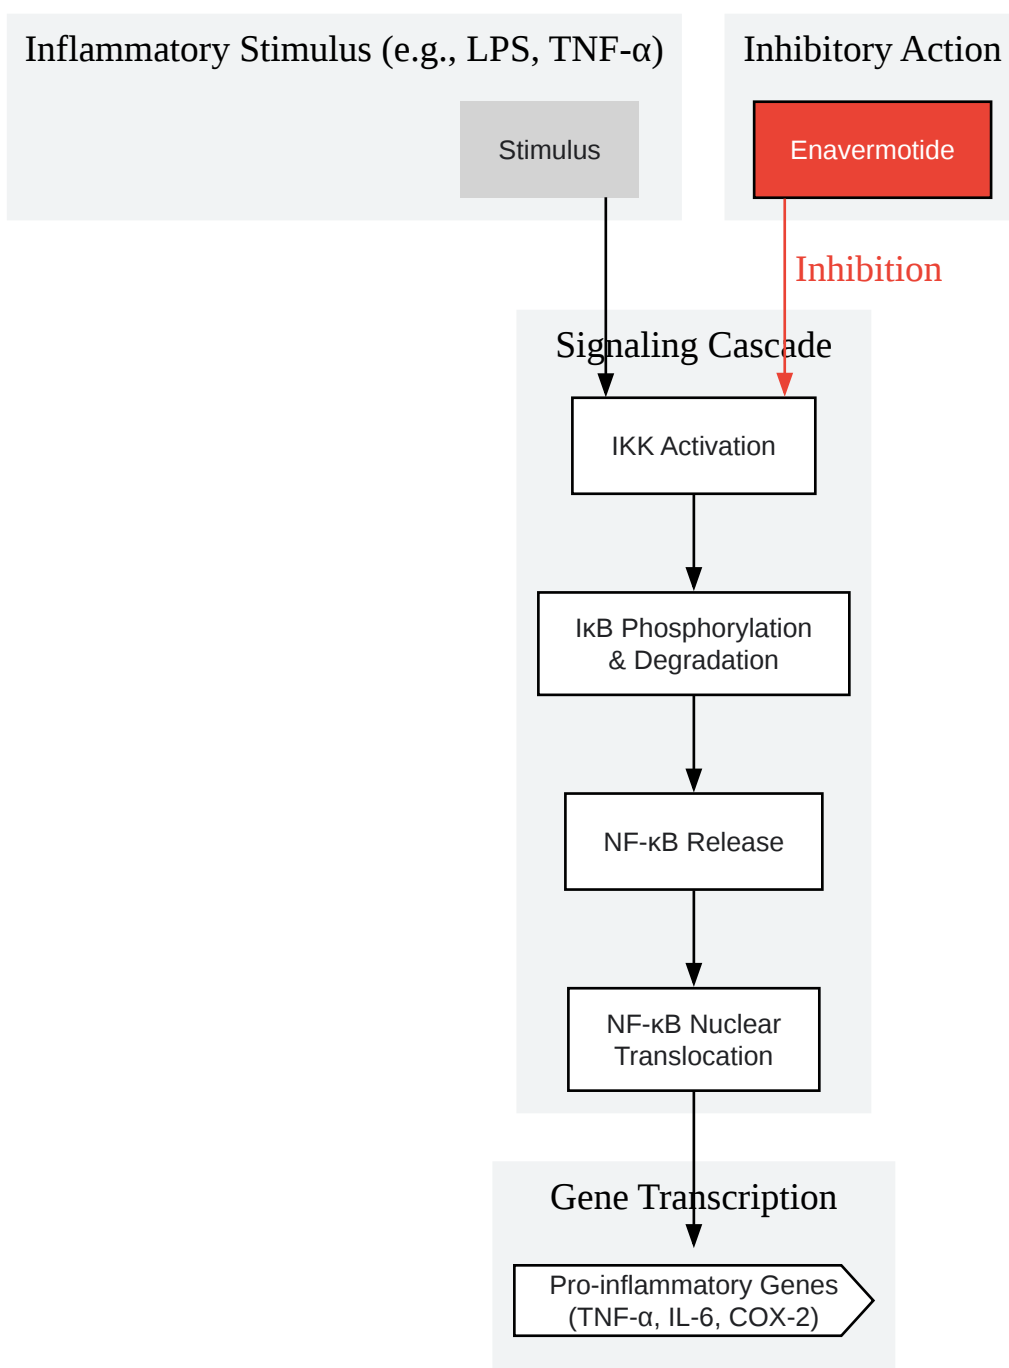 Inflammatory Stimulus (e.g., LPS, TNF-α)
Inhibitory Action
Stimulus
Enavermotide
Inhibition
Signaling Cascade
IKK Activation
IκB Phosphorylation
& Degradation
NF-κB Release
NF-κB Nuclear
Translocation
Gene Transcription
Pro-inflammatory Genes
(TNF-α, IL-6, COX-2)